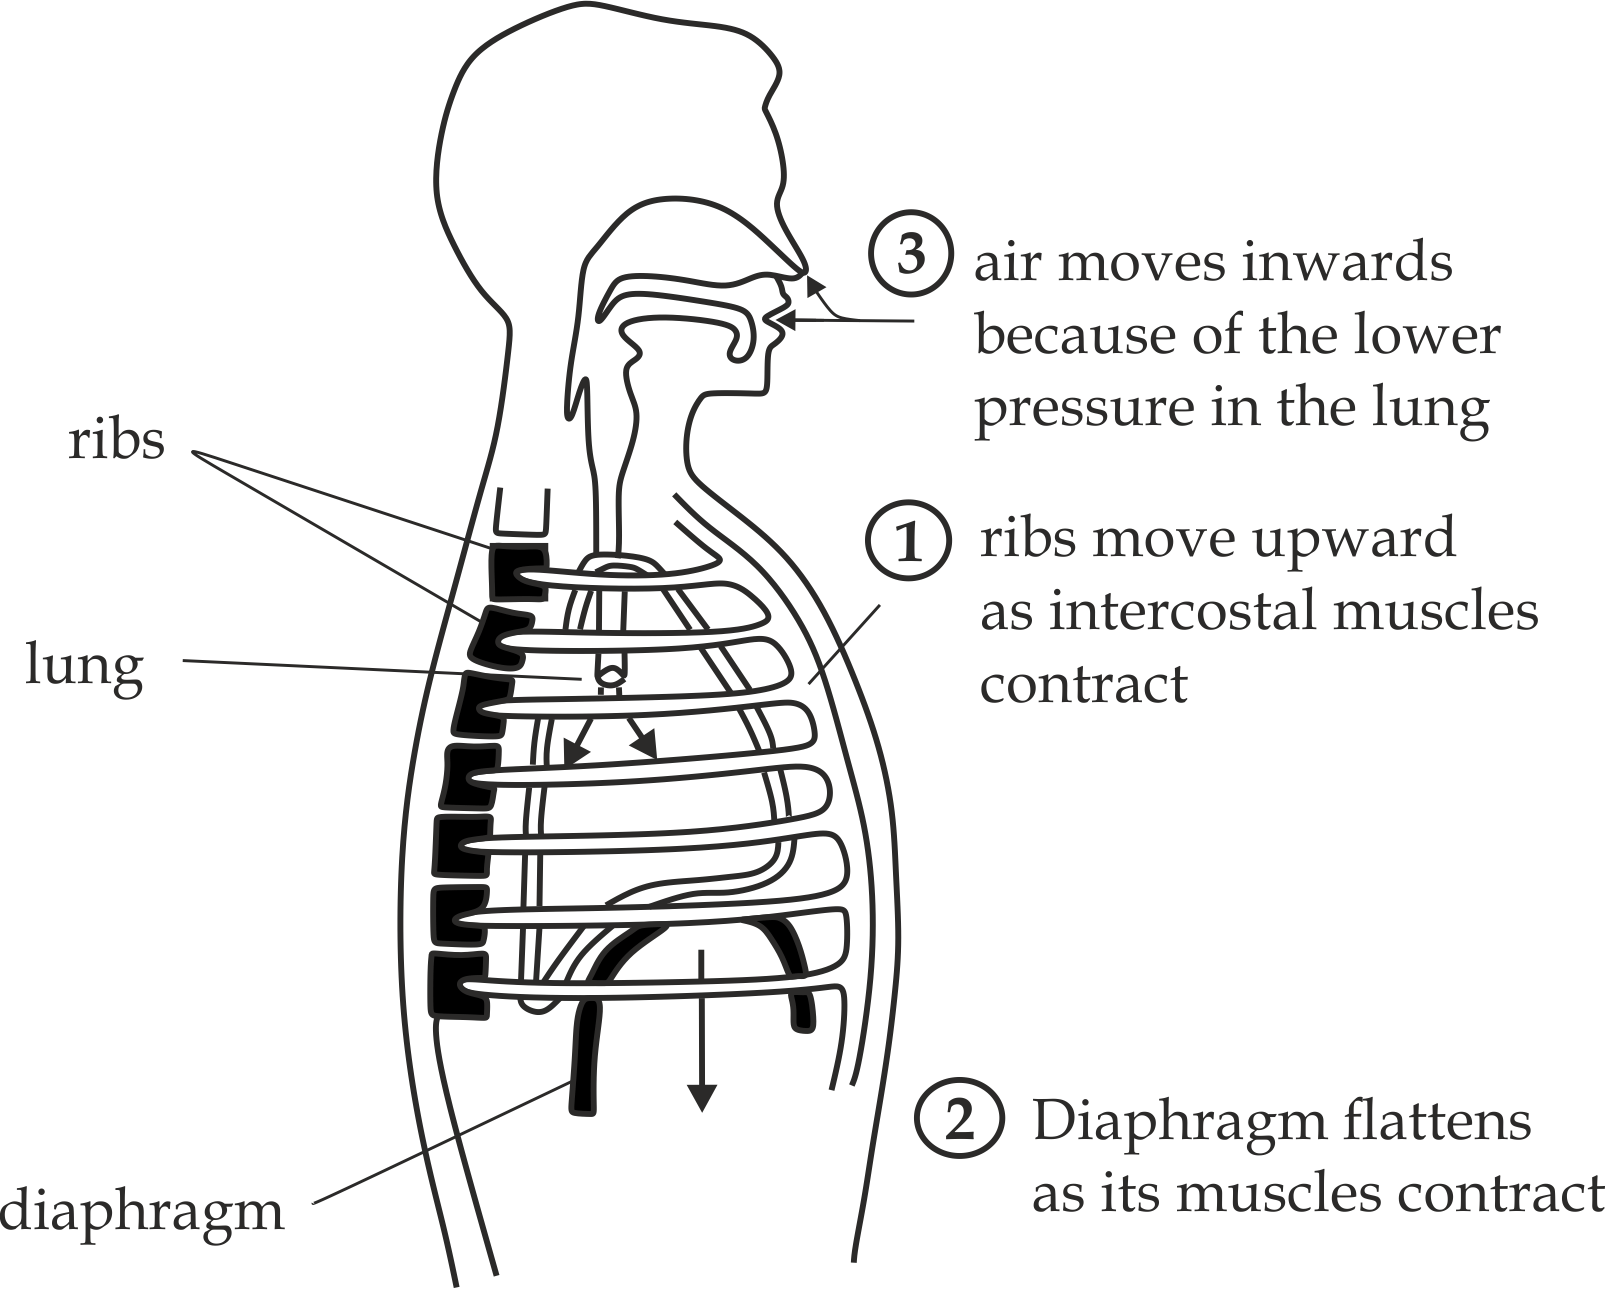 3
air moves inwards
because of the lower
pressure in the lung
ribs
1
ribs move upward
as intercostal muscles
contract
lung
2
Diaphragm flattens
as its muscles contract
diaphragm